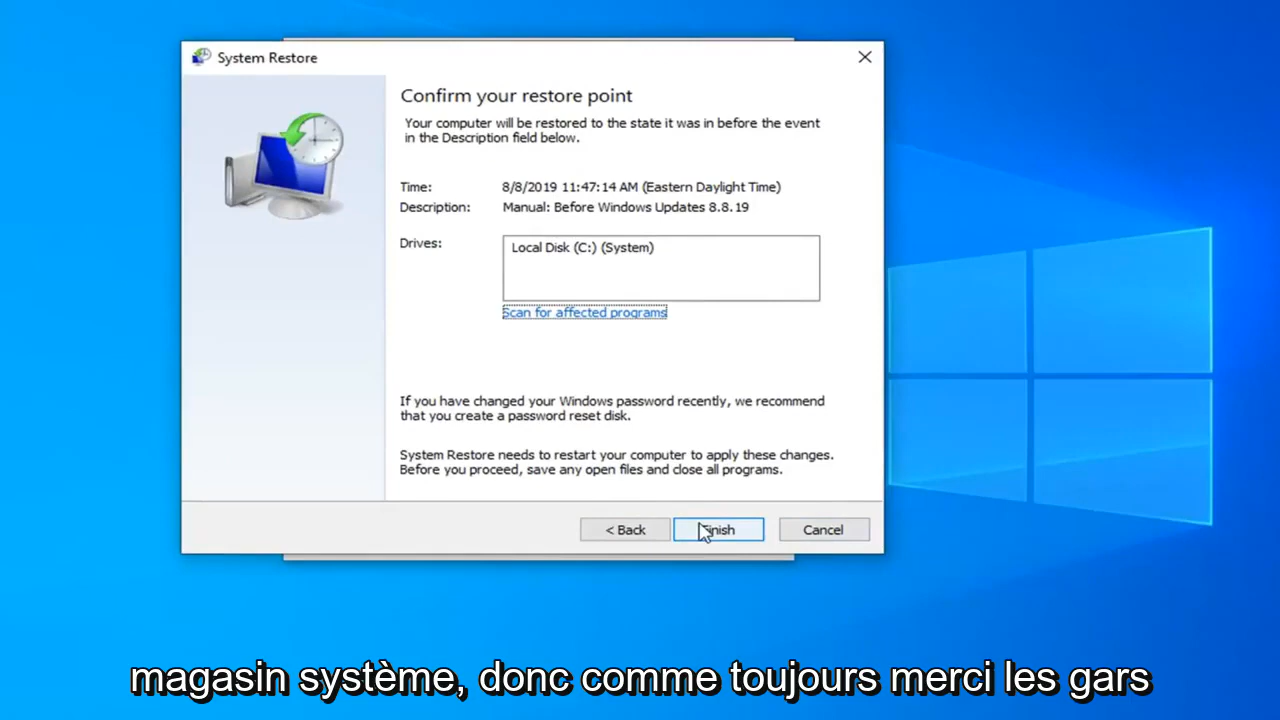 System Restore
Confirm your restore point
Your computer will be restored to the state it was in before the event
in the Description field below.
Time: 8/8/2019 11:47:14 AM (Eastern Daylight Time)
Description: Manual: Before Windows Updates 8.8.19
Drives: Local Disk (C:) (System)
Scan for affected programs
If you have changed your Windows password recently, we recommend
that you create a password reset disk.
System Restore needs to restart your computer to apply these changes.
Before you proceed, save any open files and close all programs.
< Back Finish Cancel
magasin système, donc comme toujours merci les gars